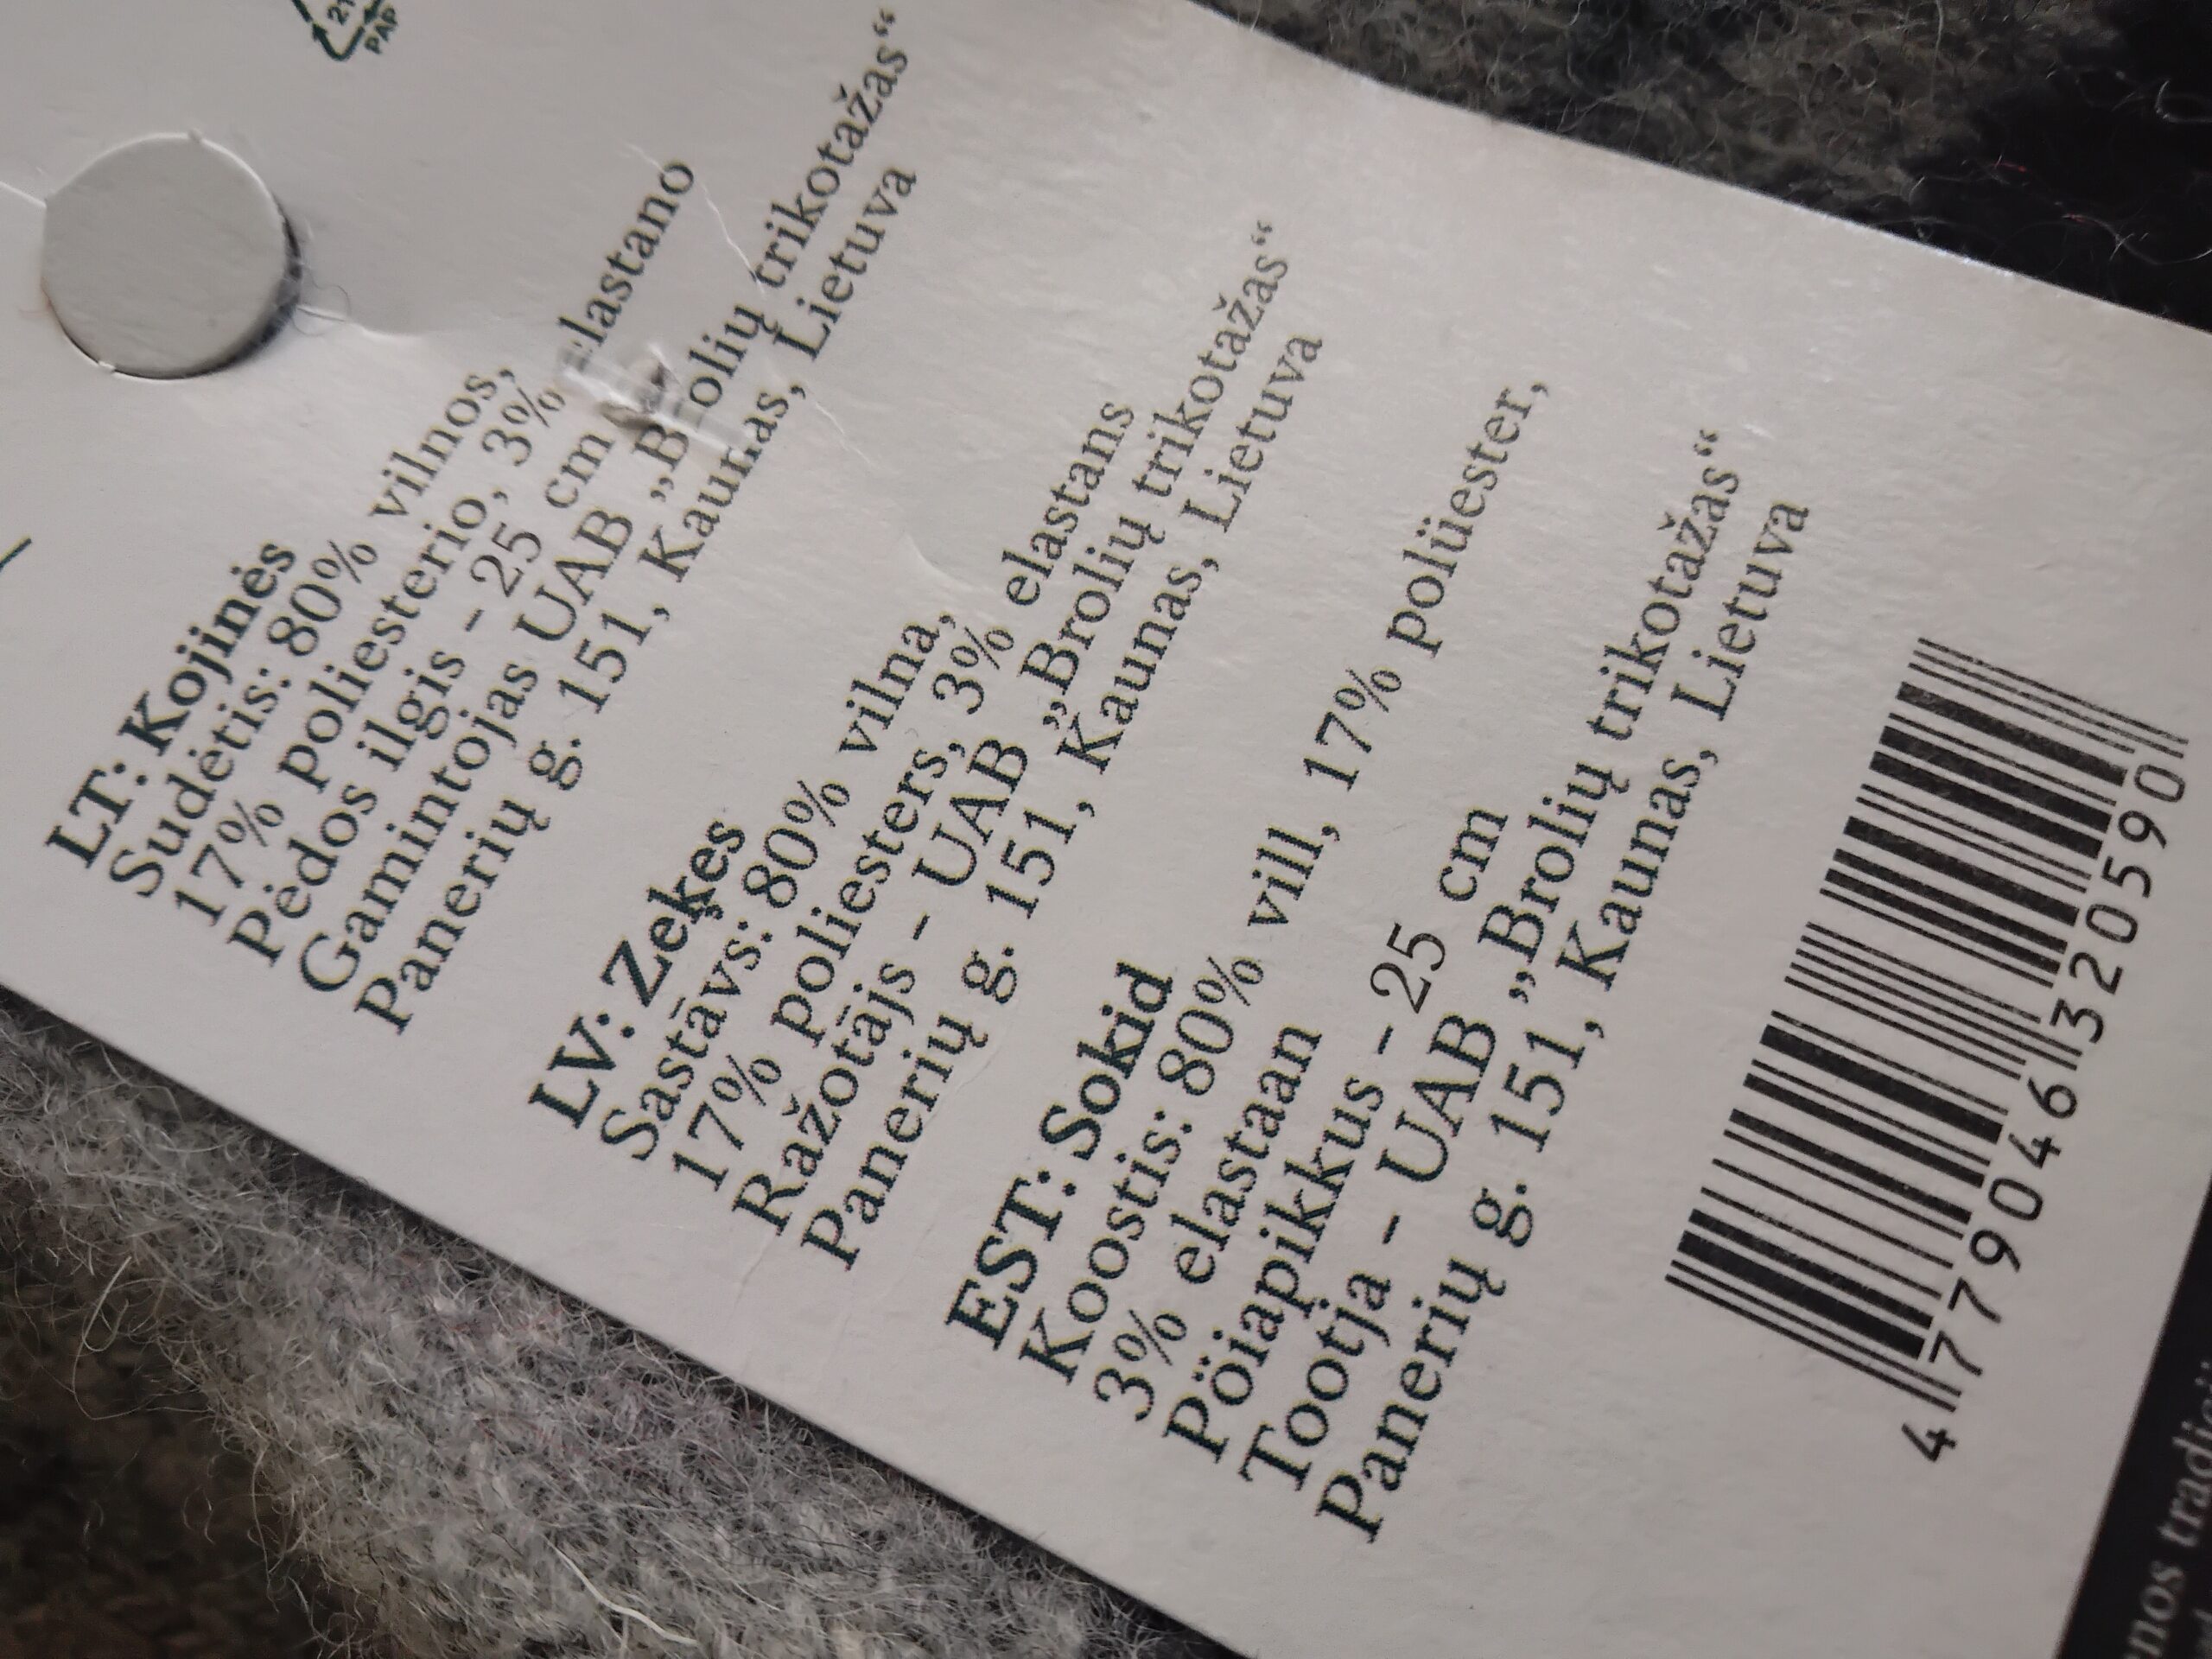 21
PAP
LT: Kojinės
Sudėtis: 80% vilnos,
17% poliesterio, 3% elastano
Pėdos ilgis – 25 cm
Gamintojas UAB „Brolių trikotažas“
Panerių g. 151, Kaunas, Lietuva
LV: Zeķes
Sastāvs: 80% vilna,
17% poliesters, 3% elastans
Ražotājs – UAB „Brolių trikotažas“
Panerių g. 151, Kaunas, Lietuva
EST: Sokid
Koostis: 80% vill, 17% polüester,
3% elastaan
Pöiapikkus – 25 cm
Tootja – UAB „Brolių trikotažas“
Panerių g. 151, Kaunas, Lietuva
4 779046 320590